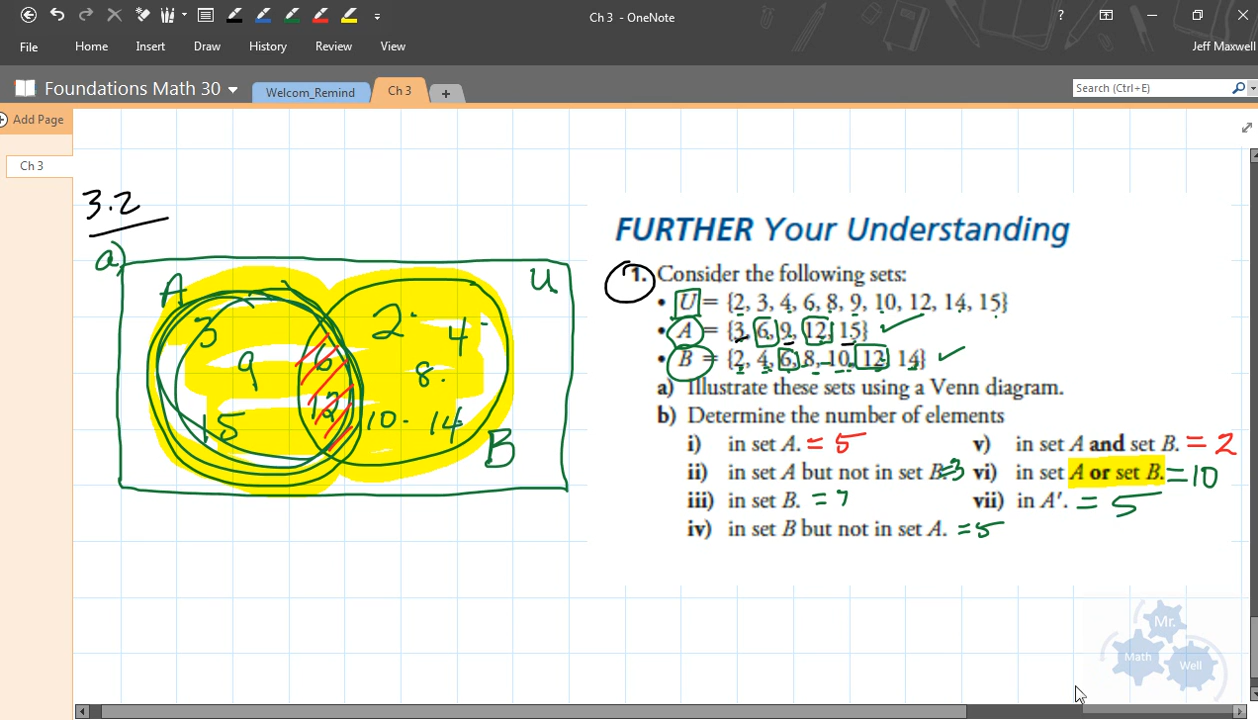 Ch 3 - OneNote
?
File Home Insert Draw History Review View
Jeff Maxwell
Foundations Math 30
Welcom_Remind
Ch 3
+
Search (Ctrl+E)
Add Page
Ch 3
3.2
a)
A
U
3
9
15
6
12
2
4
8
10
14
B
FURTHER Your Understanding
1. Consider the following sets:
• U = {2, 3, 4, 6, 8, 9, 10, 12, 14, 15}
• A = {3, 6, 9, 12, 15}
• B = {2, 4, 6, 8, 10, 12, 14}
a) Illustrate these sets using a Venn diagram.
b) Determine the number of elements
i) in set A. = 5
ii) in set A but not in set B. = 3
iii) in set B. = 7
iv) in set B but not in set A. = 5
v) in set A and set B. = 2
vi) in set A or set B. = 10
vii) in A′. = 5
Mr.
Math
Well